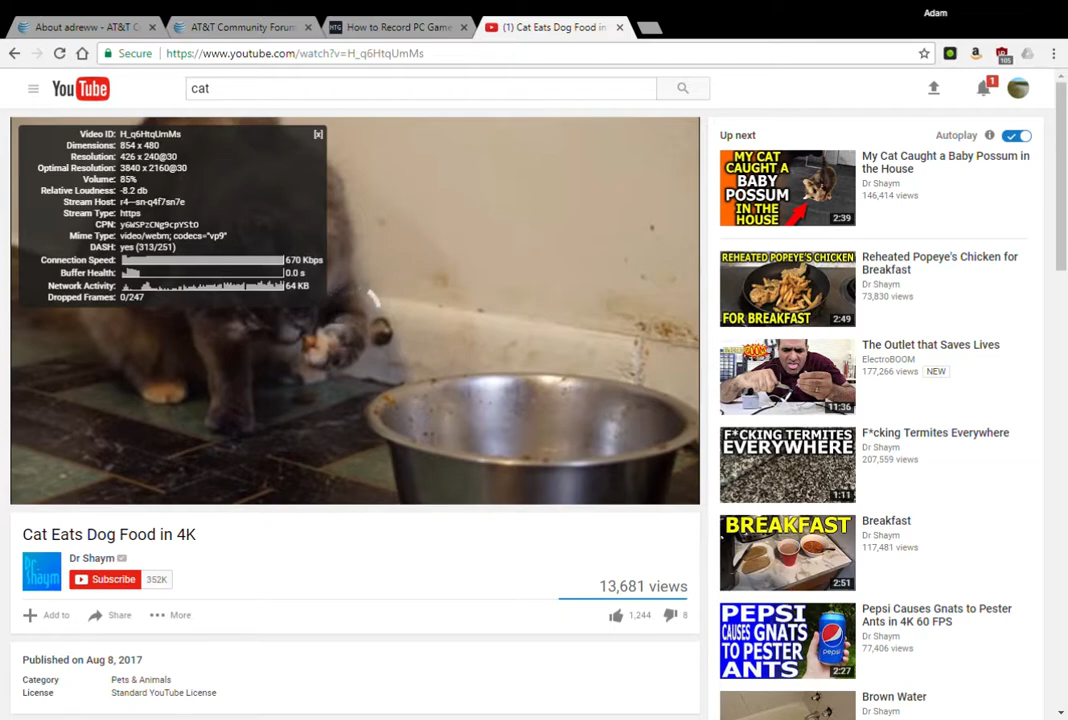 Adam
About adreww - AT&T C
AT&T Community Forum
How to Record PC Game
(1) Cat Eats Dog Food in
Secure
https://www.youtube.com/watch?v=H_q6HtqUmMs
105
YouTube
cat
1
Video ID: H_q6HtqUmMs
[x]
Dimensions: 854 x 480
Resolution: 426 x 240@30
Optimal Resolution: 3840 x 2160@30
Volume: 85%
Relative Loudness: -8.2 db
Stream Host: r4---sn-q4f7sn7e
Stream Type: https
CPN: y6WSPzCNg9cpYStO
Mime Type: video/webm; codecs="vp9"
DASH: yes (313/251)
Connection Speed: 670 Kbps
Buffer Health: 0.0 s
Network Activity: 64 KB
Dropped Frames: 0/247
Cat Eats Dog Food in 4K
Dr Shaym
Dr Shaym
Subscribe 352K
13,681 views
Add to
Share
More
1,244
8
Published on Aug 8, 2017
Category Pets & Animals
License Standard YouTube License
Up next
Autoplay
MY CAT
CAUGHT A
BABY
POSSUM
IN THE
HOUSE
2:39
My Cat Caught a Baby Possum in
the House
Dr Shaym
146,414 views
REHEATED POPEYE'S CHICKEN
FOR BREAKFAST
2:49
Reheated Popeye's Chicken for
Breakfast
Dr Shaym
73,830 views
11:36
The Outlet that Saves Lives
ElectroBOOM
177,266 views NEW
F*CKING TERMITES
EVERYWHERE
1:11
F*cking Termites Everywhere
Dr Shaym
207,559 views
BREAKFAST
2:51
Breakfast
Dr Shaym
117,481 views
PEPSI
CAUSES GNATS
TO PESTER
ANTS
pepsi
2:27
Pepsi Causes Gnats to Pester
Ants in 4K 60 FPS
Dr Shaym
77,406 views
Brown Water
Dr Shaym